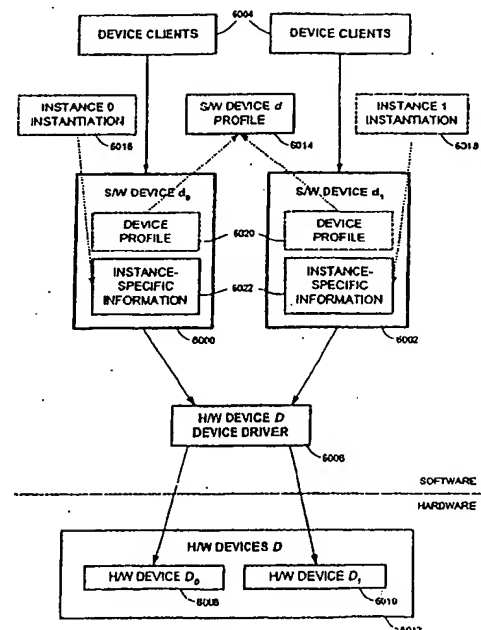 6004
DEVICE CLIENTS
DEVICE CLIENTS
INSTANCE 0
INSTANTIATION
6016
S/W DEVICE d
PROFILE
6014
INSTANCE 1
INSTANTIATION
6018
S/W DEVICE d0
DEVICE
PROFILE
INSTANCE-
SPECIFIC
INFORMATION
6020
6022
S/W DEVICE d1
DEVICE
PROFILE
INSTANCE-
SPECIFIC
INFORMATION
6000
6002
H/W DEVICE D
DEVICE DRIVER
6006
SOFTWARE
HARDWARE
H/W DEVICES D
H/W DEVICE D0
H/W DEVICE D1
6008
6010
6012